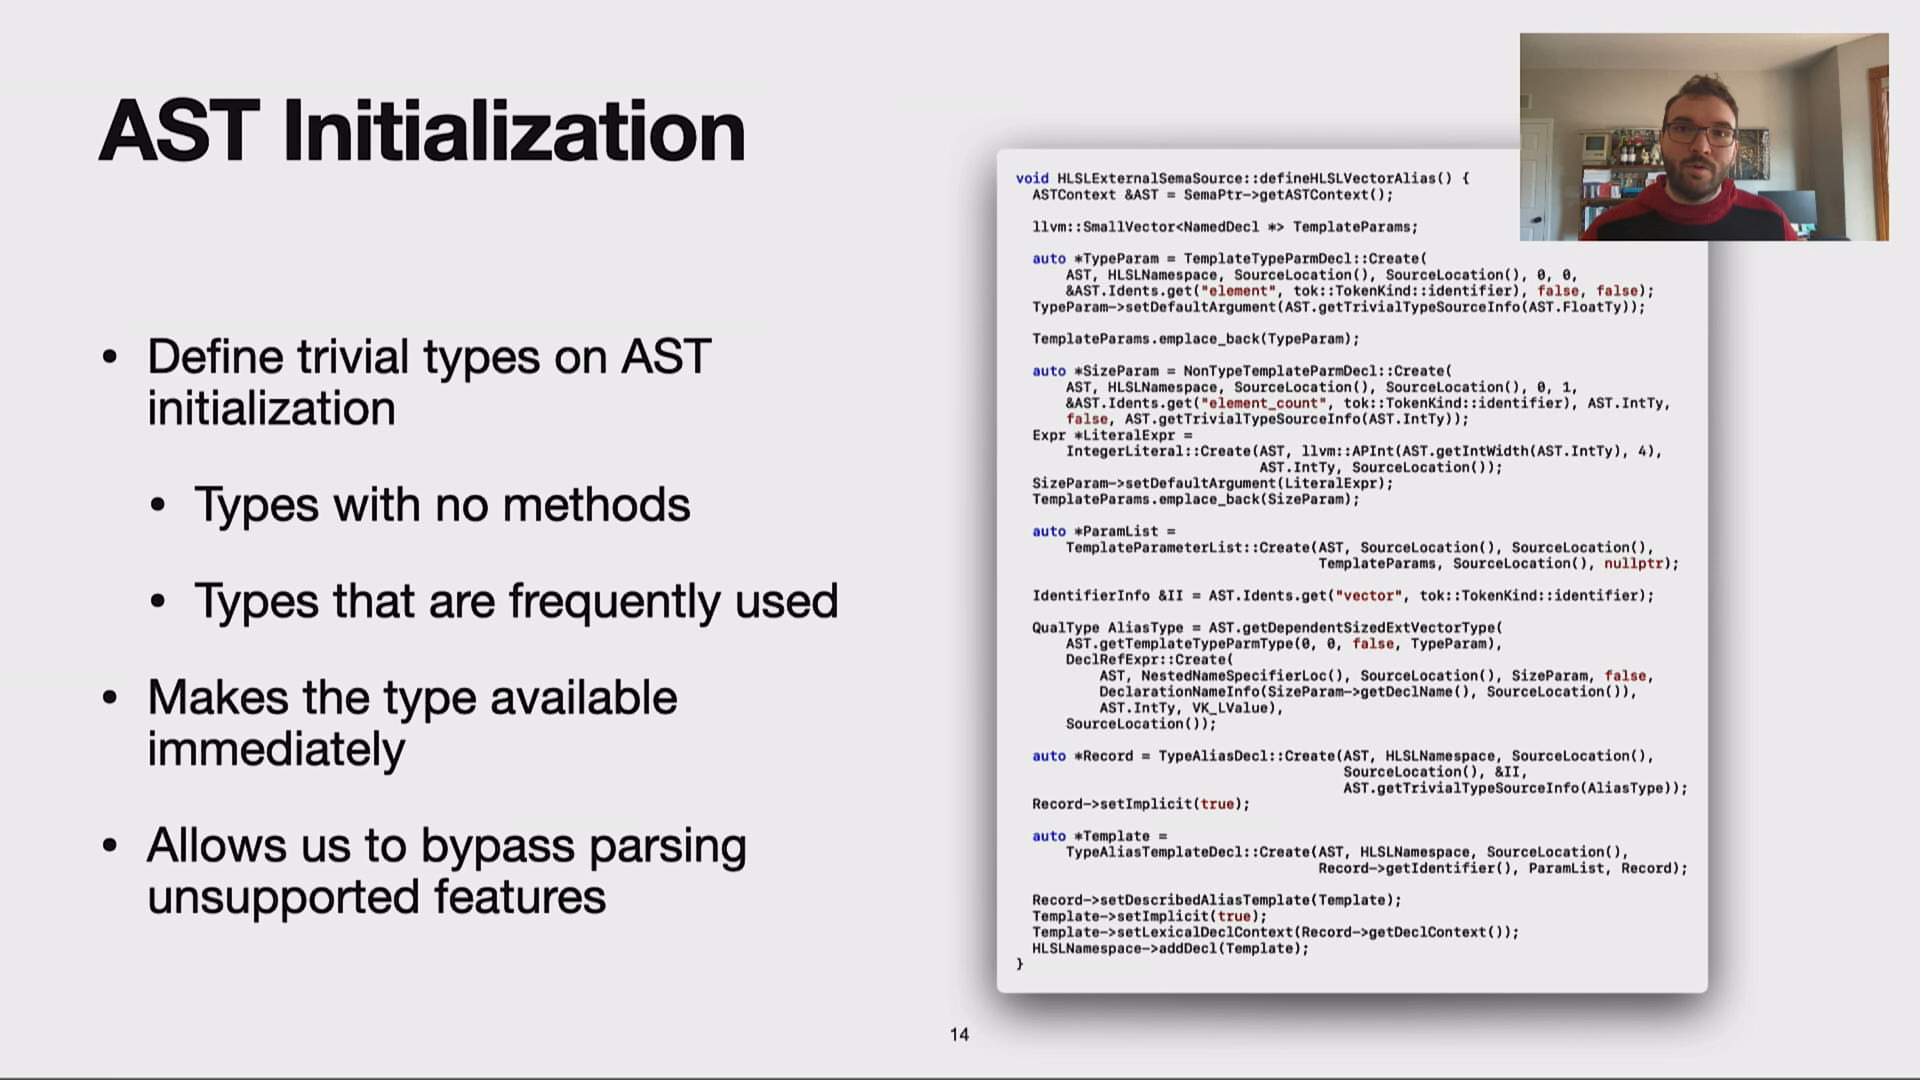 AST Initialization
• Define trivial types on AST
initialization
• Types with no methods
• Types that are frequently used
• Makes the type available
immediately
• Allows us to bypass parsing
unsupported features
void HLSLExternalSemaSource::defineHLSLVectorAlias() {
ASTContext &AST = SemaPtr->getASTContext();
llvm::SmallVector<NamedDecl *> TemplateParams;
auto *TypeParam = TemplateTypeParmDecl::Create(
AST, HLSLNamespace, SourceLocation(), SourceLocation(), 0, 0,
&AST.Idents.get("element", tok::TokenKind::identifier), false, false);
TypeParam->setDefaultArgument(AST.getTrivialTypeSourceInfo(AST.FloatTy));
TemplateParams.emplace_back(TypeParam);
auto *SizeParam = NonTypeTemplateParmDecl::Create(
AST, HLSLNamespace, SourceLocation(), SourceLocation(), 0, 1,
&AST.Idents.get("element_count", tok::TokenKind::identifier), AST.IntTy,
false, AST.getTrivialTypeSourceInfo(AST.IntTy));
Expr *LiteralExpr =
IntegerLiteral::Create(AST, llvm::APInt(AST.getIntWidth(AST.IntTy), 4),
AST.IntTy, SourceLocation());
SizeParam->setDefaultArgument(LiteralExpr);
TemplateParams.emplace_back(SizeParam);
auto *ParamList =
TemplateParameterList::Create(AST, SourceLocation(), SourceLocation(),
TemplateParams, SourceLocation(), nullptr);
IdentifierInfo &II = AST.Idents.get("vector", tok::TokenKind::identifier);
QualType AliasType = AST.getDependentSizedExtVectorType(
AST.getTemplateTypeParmType(0, 0, false, TypeParam),
DeclRefExpr::Create(
AST, NestedNameSpecifierLoc(), SourceLocation(), SizeParam, false,
DeclarationNameInfo(SizeParam->getDeclName(), SourceLocation()),
AST.IntTy, VK_LValue),
SourceLocation());
auto *Record = TypeAliasDecl::Create(AST, HLSLNamespace, SourceLocation(),
SourceLocation(), &II,
AST.getTrivialTypeSourceInfo(AliasType));
Record->setImplicit(true);
auto *Template =
TypeAliasTemplateDecl::Create(AST, HLSLNamespace, SourceLocation(),
Record->getIdentifier(), ParamList, Record);
Record->setDescribedAliasTemplate(Template);
Template->setImplicit(true);
Template->setLexicalDeclContext(Record->getDeclContext());
HLSLNamespace->addDecl(Template);
}
14